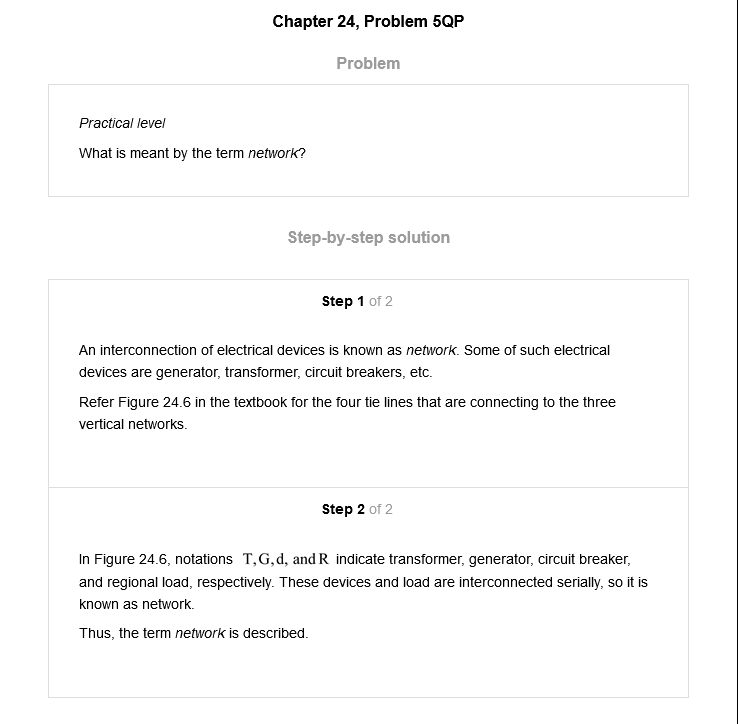 Chapter 24, Problem 5QP
Problem
Practical level
What is meant by the term network?
Step-by-step solution
Step 1 of 2
An interconnection of electrical devices is known as network. Some of such electrical
devices are generator, transformer, circuit breakers, etc.
Refer Figure 24.6 in the textbook for the four tie lines that are connecting to the three
vertical networks.
Step 2 of 2
In Figure 24.6, notations T,G,d, and R indicate transformer, generator, circuit breaker,
and regional load, respectively. These devices and load are interconnected serially, so it is
known as network.
Thus, the term network is described.